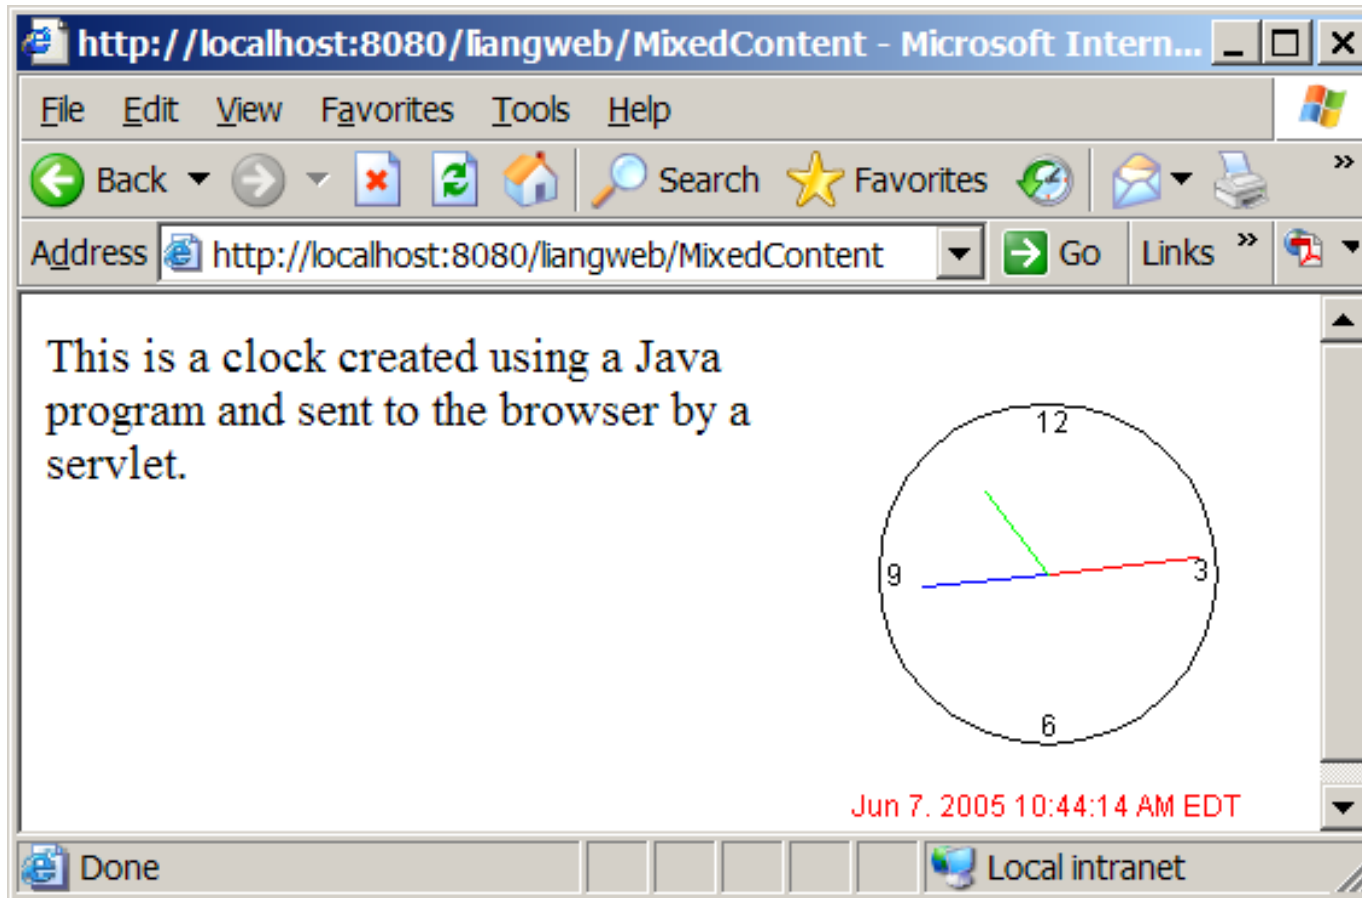 http://localhost:8080/liangweb/MixedContent - Microsoft Intern...
File Edit View Favorites Tools Help
Back Search Favorites »
Address http://localhost:8080/liangweb/MixedContent Go Links »
This is a clock created using a Java
program and sent to the browser by a
servlet.
12
9 3
6
Jun 7, 2005 10:44:14 AM EDT
Done Local intranet